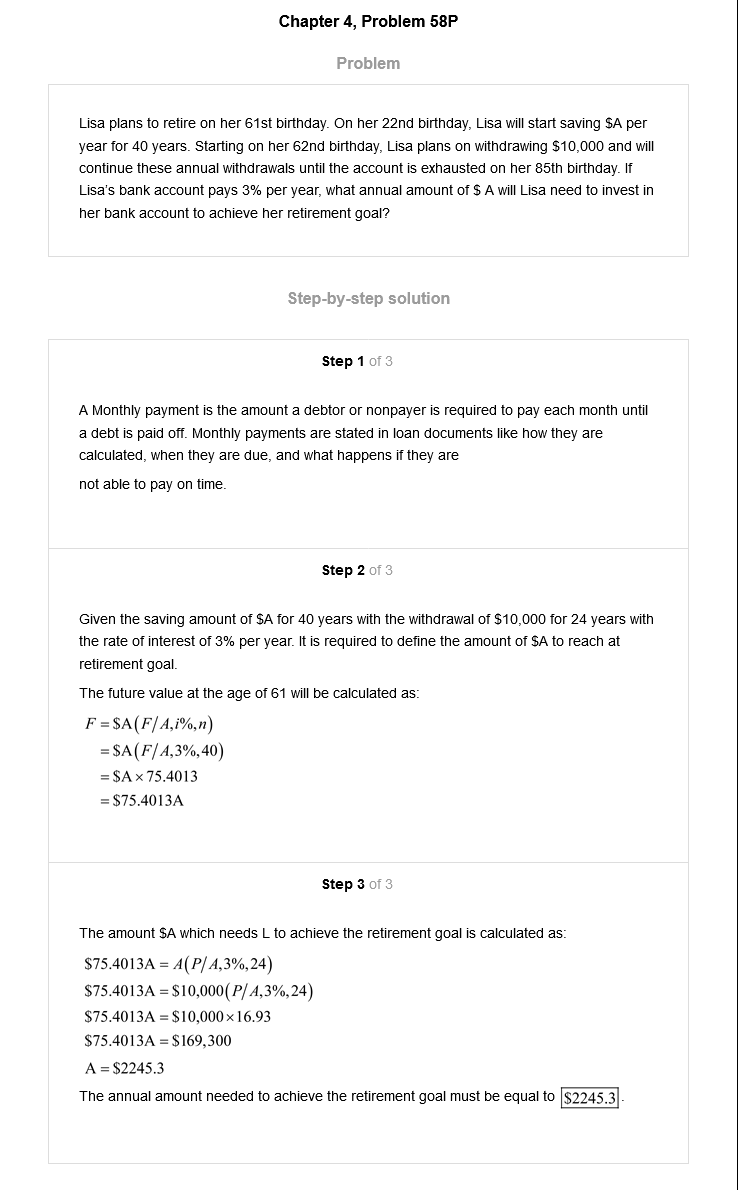 Chapter 4, Problem 58P
Problem
Lisa plans to retire on her 61st birthday. On her 22nd birthday, Lisa will start saving $A per
year for 40 years. Starting on her 62nd birthday, Lisa plans on withdrawing $10,000 and will
continue these annual withdrawals until the account is exhausted on her 85th birthday. If
Lisa's bank account pays 3% per year, what annual amount of $ A will Lisa need to invest in
her bank account to achieve her retirement goal?
Step-by-step solution
Step 1 of 3
A Monthly payment is the amount a debtor or nonpayer is required to pay each month until
a debt is paid off. Monthly payments are stated in loan documents like how they are
calculated, when they are due, and what happens if they are
not able to pay on time.
Step 2 of 3
Given the saving amount of $A for 40 years with the withdrawal of $10,000 for 24 years with
the rate of interest of 3% per year. It is required to define the amount of $A to reach at
retirement goal.
The future value at the age of 61 will be calculated as:
F = $A(F/A,i%,n)
= $A(F/A,3%,40)
= $A × 75.4013
= $75.4013A
Step 3 of 3
The amount $A which needs L to achieve the retirement goal is calculated as:
$75.4013A = A(P/A,3%,24)
$75.4013A = $10,000(P/A,3%,24)
$75.4013A = $10,000×16.93
$75.4013A = $169,300
A = $2245.3
The annual amount needed to achieve the retirement goal must be equal to $2245.3.